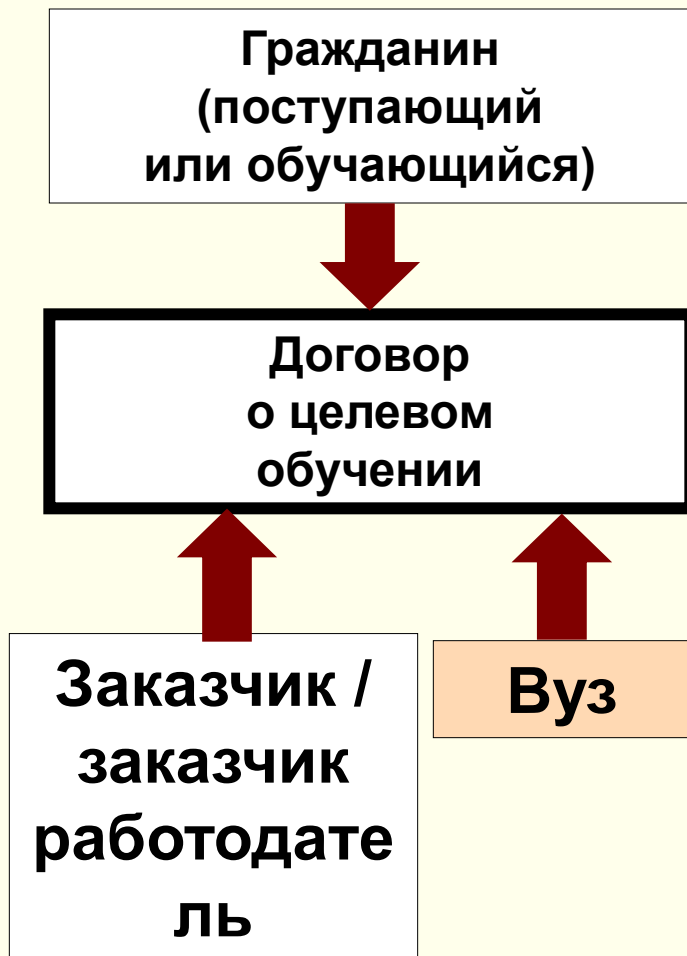 Гражданин
(поступающий
или обучающийся)
Договор
о целевом
обучении
Заказчик /
заказчик
работодате
ль
Вуз